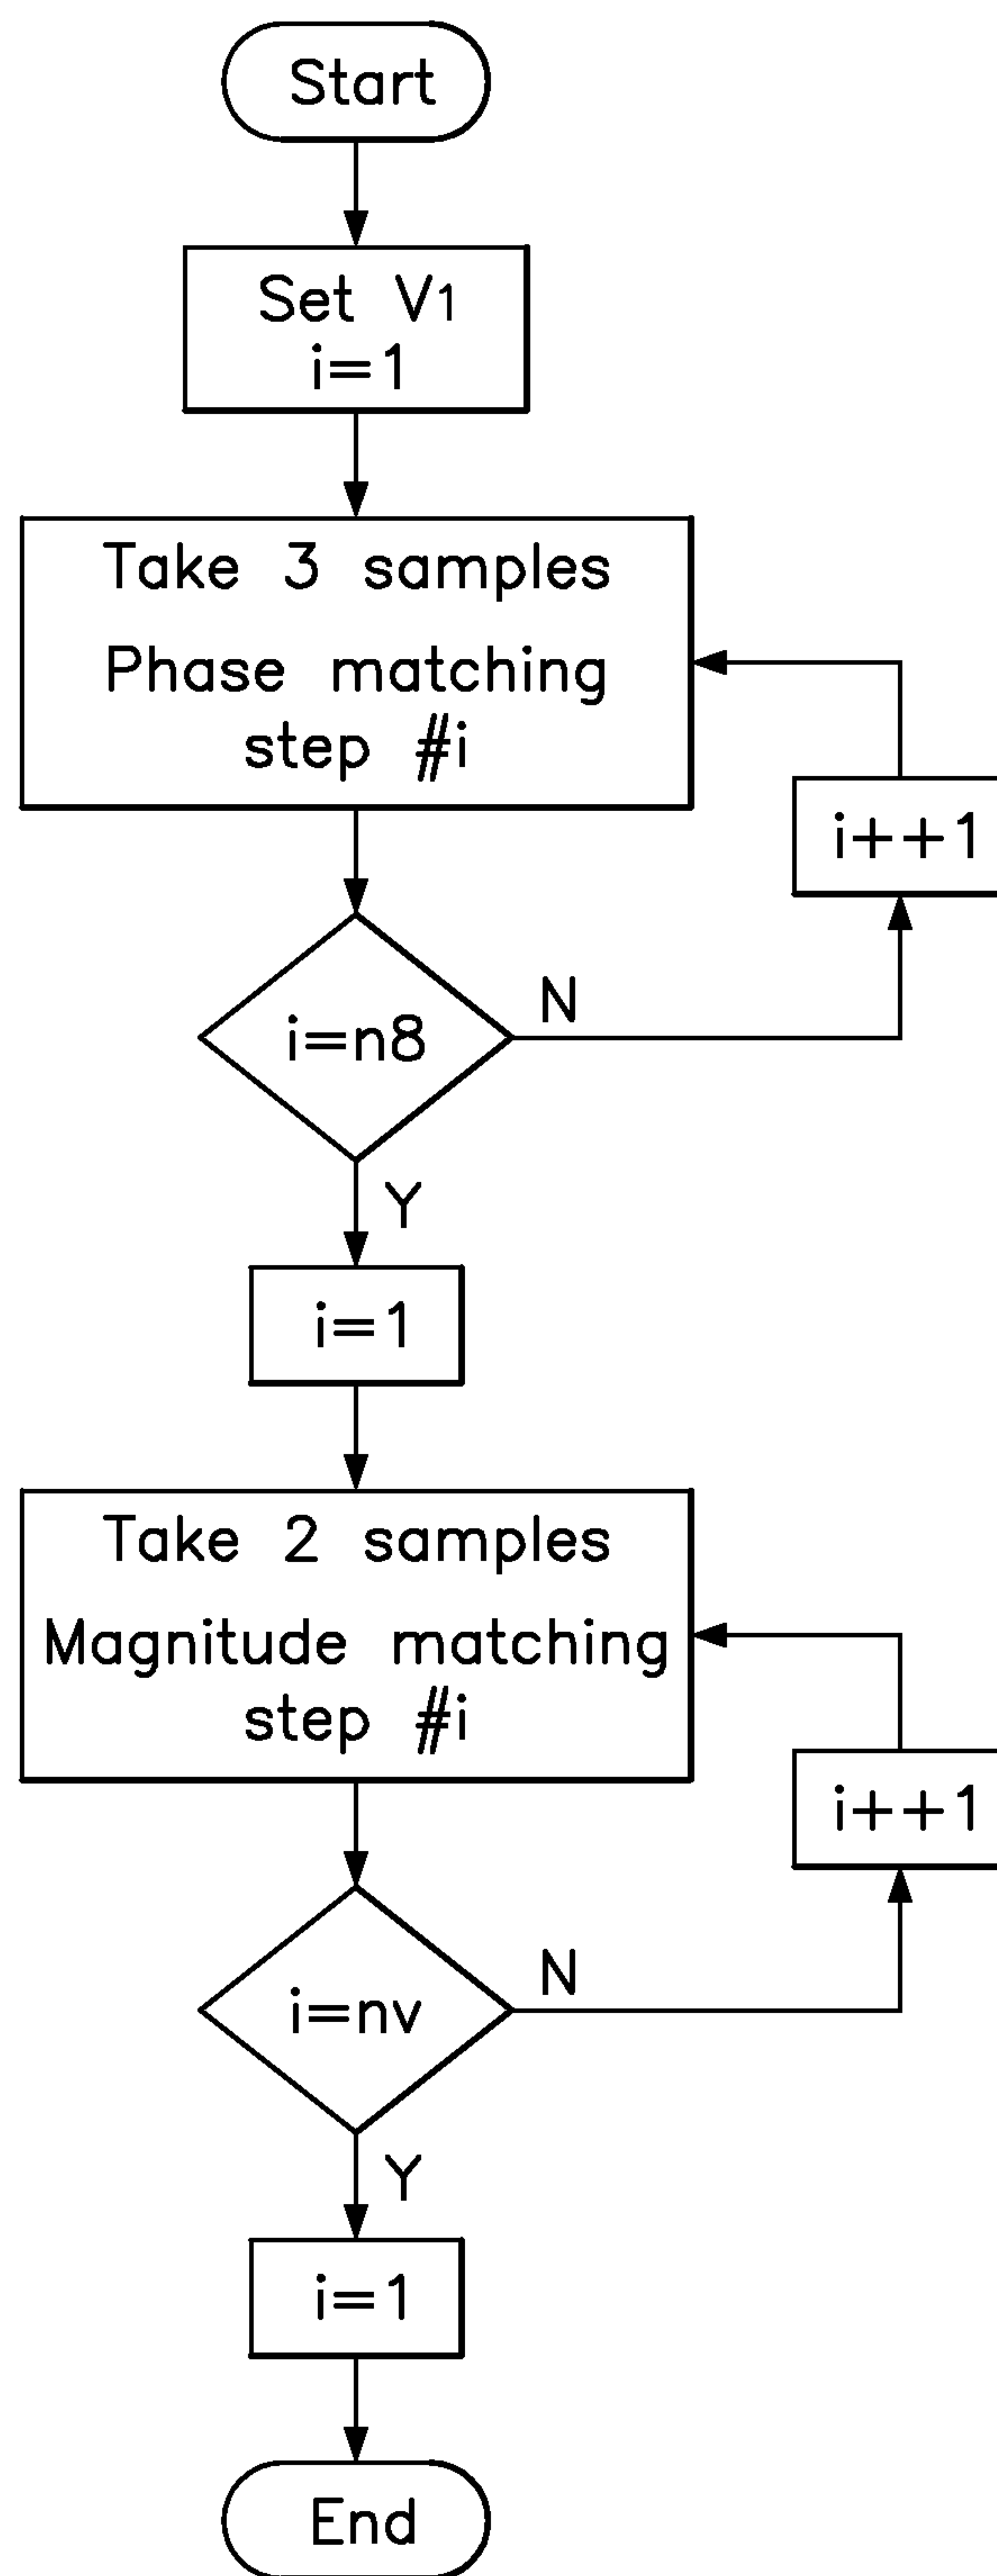 Start
Set V1
i=1
Take 3 samples
Phase matching
step #i
i++1
i=n8
N
Y
i=1
Take 2 samples
Magnitude matching
step #i
i++1
i=nv
N
Y
i=1
End